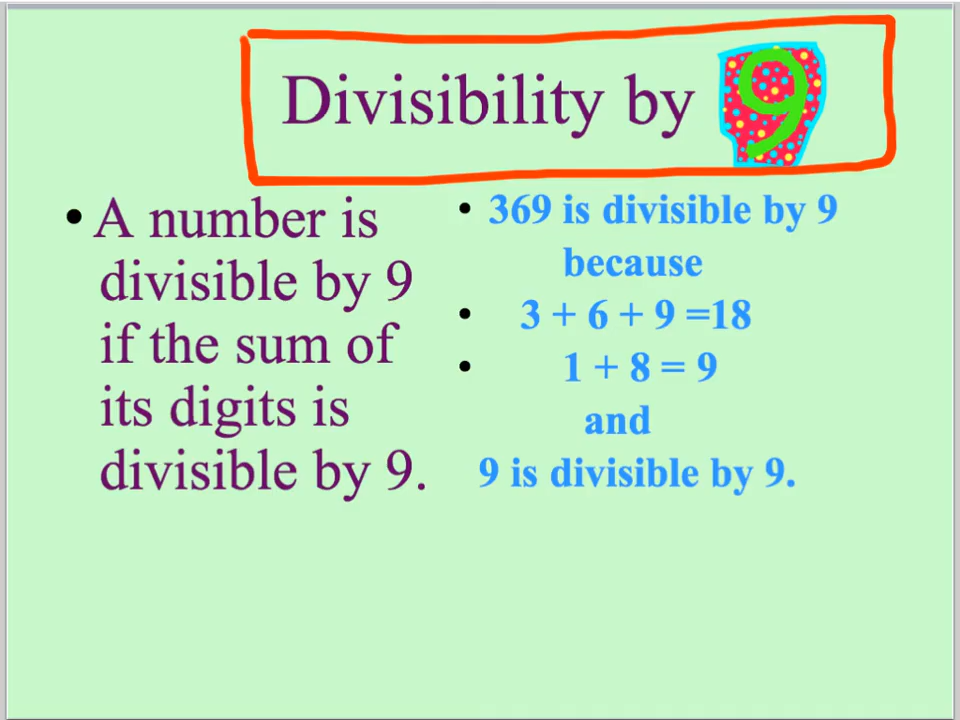 Divisibility by 9
• A number is
divisible by 9
if the sum of
its digits is
divisible by 9.
• 369 is divisible by 9
because
• 3 + 6 + 9 =18
• 1 + 8 = 9
and
9 is divisible by 9.